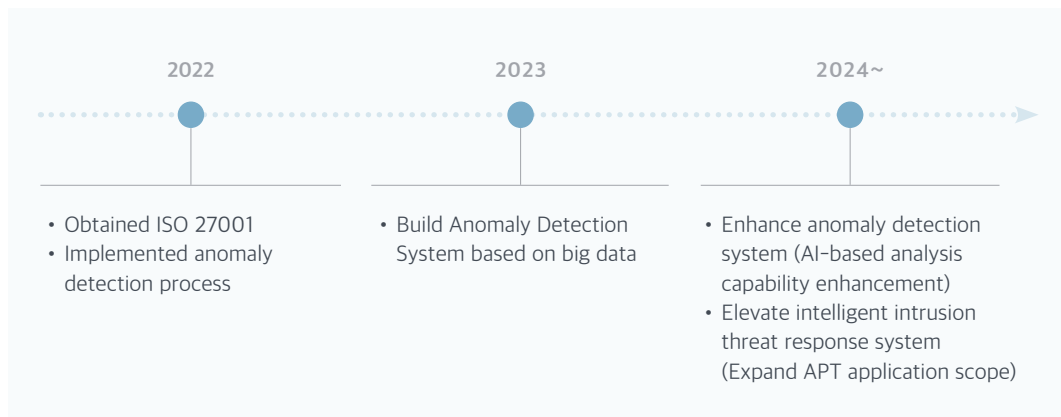 2022
2023
2024~
• Obtained ISO 27001
• Implemented anomaly
detection process
• Build Anomaly Detection
System based on big data
• Enhance anomaly detection
system (AI-based analysis
capability enhancement)
• Elevate intelligent intrusion
threat response system
(Expand APT application scope)